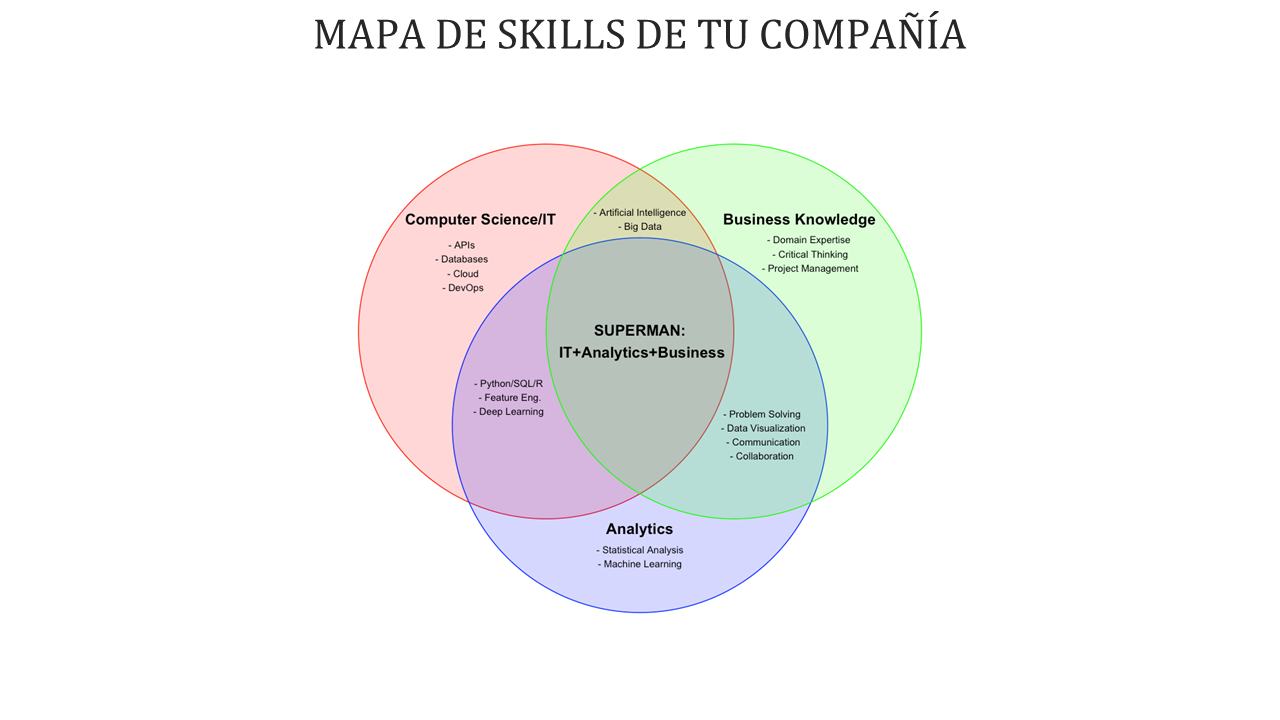 MAPA DE SKILLS DE TU COMPAÑÍA
Computer Science/IT
- APIs
- Databases
- Cloud
- DevOps
- Artificial Intelligence
- Big Data
Business Knowledge
- Domain Expertise
- Critical Thinking
- Project Management
SUPERMAN:
IT+Analytics+Business
- Python/SQL/R
- Feature Eng.
- Deep Learning
- Problem Solving
- Data Visualization
- Communication
- Collaboration
Analytics
- Statistical Analysis
- Machine Learning